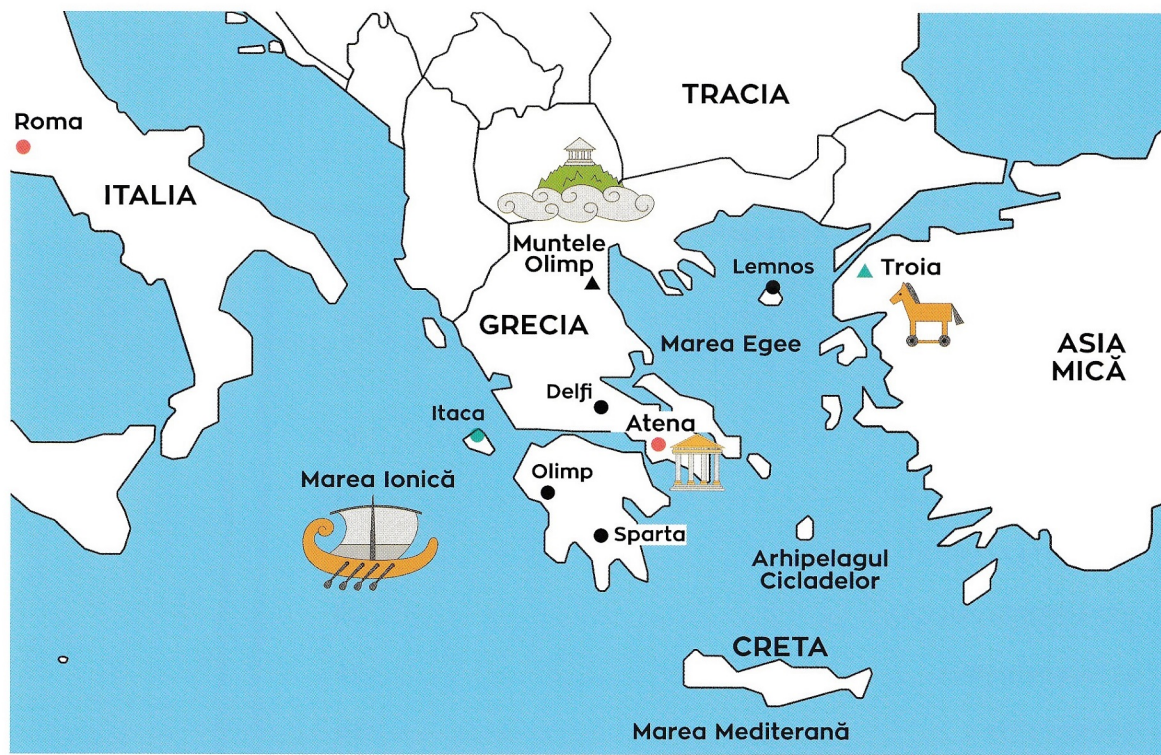 TRACIA
Roma
ITALIA
Muntele
Olimp
Lemnos
Troia
GRECIA
Marea Egee
ASIA
MICĂ
Delfi
Itaca
Atena
Olimp
Marea Ionică
Sparta
Arhipelagul
Cicladelor
CRETA
Marea Mediterană